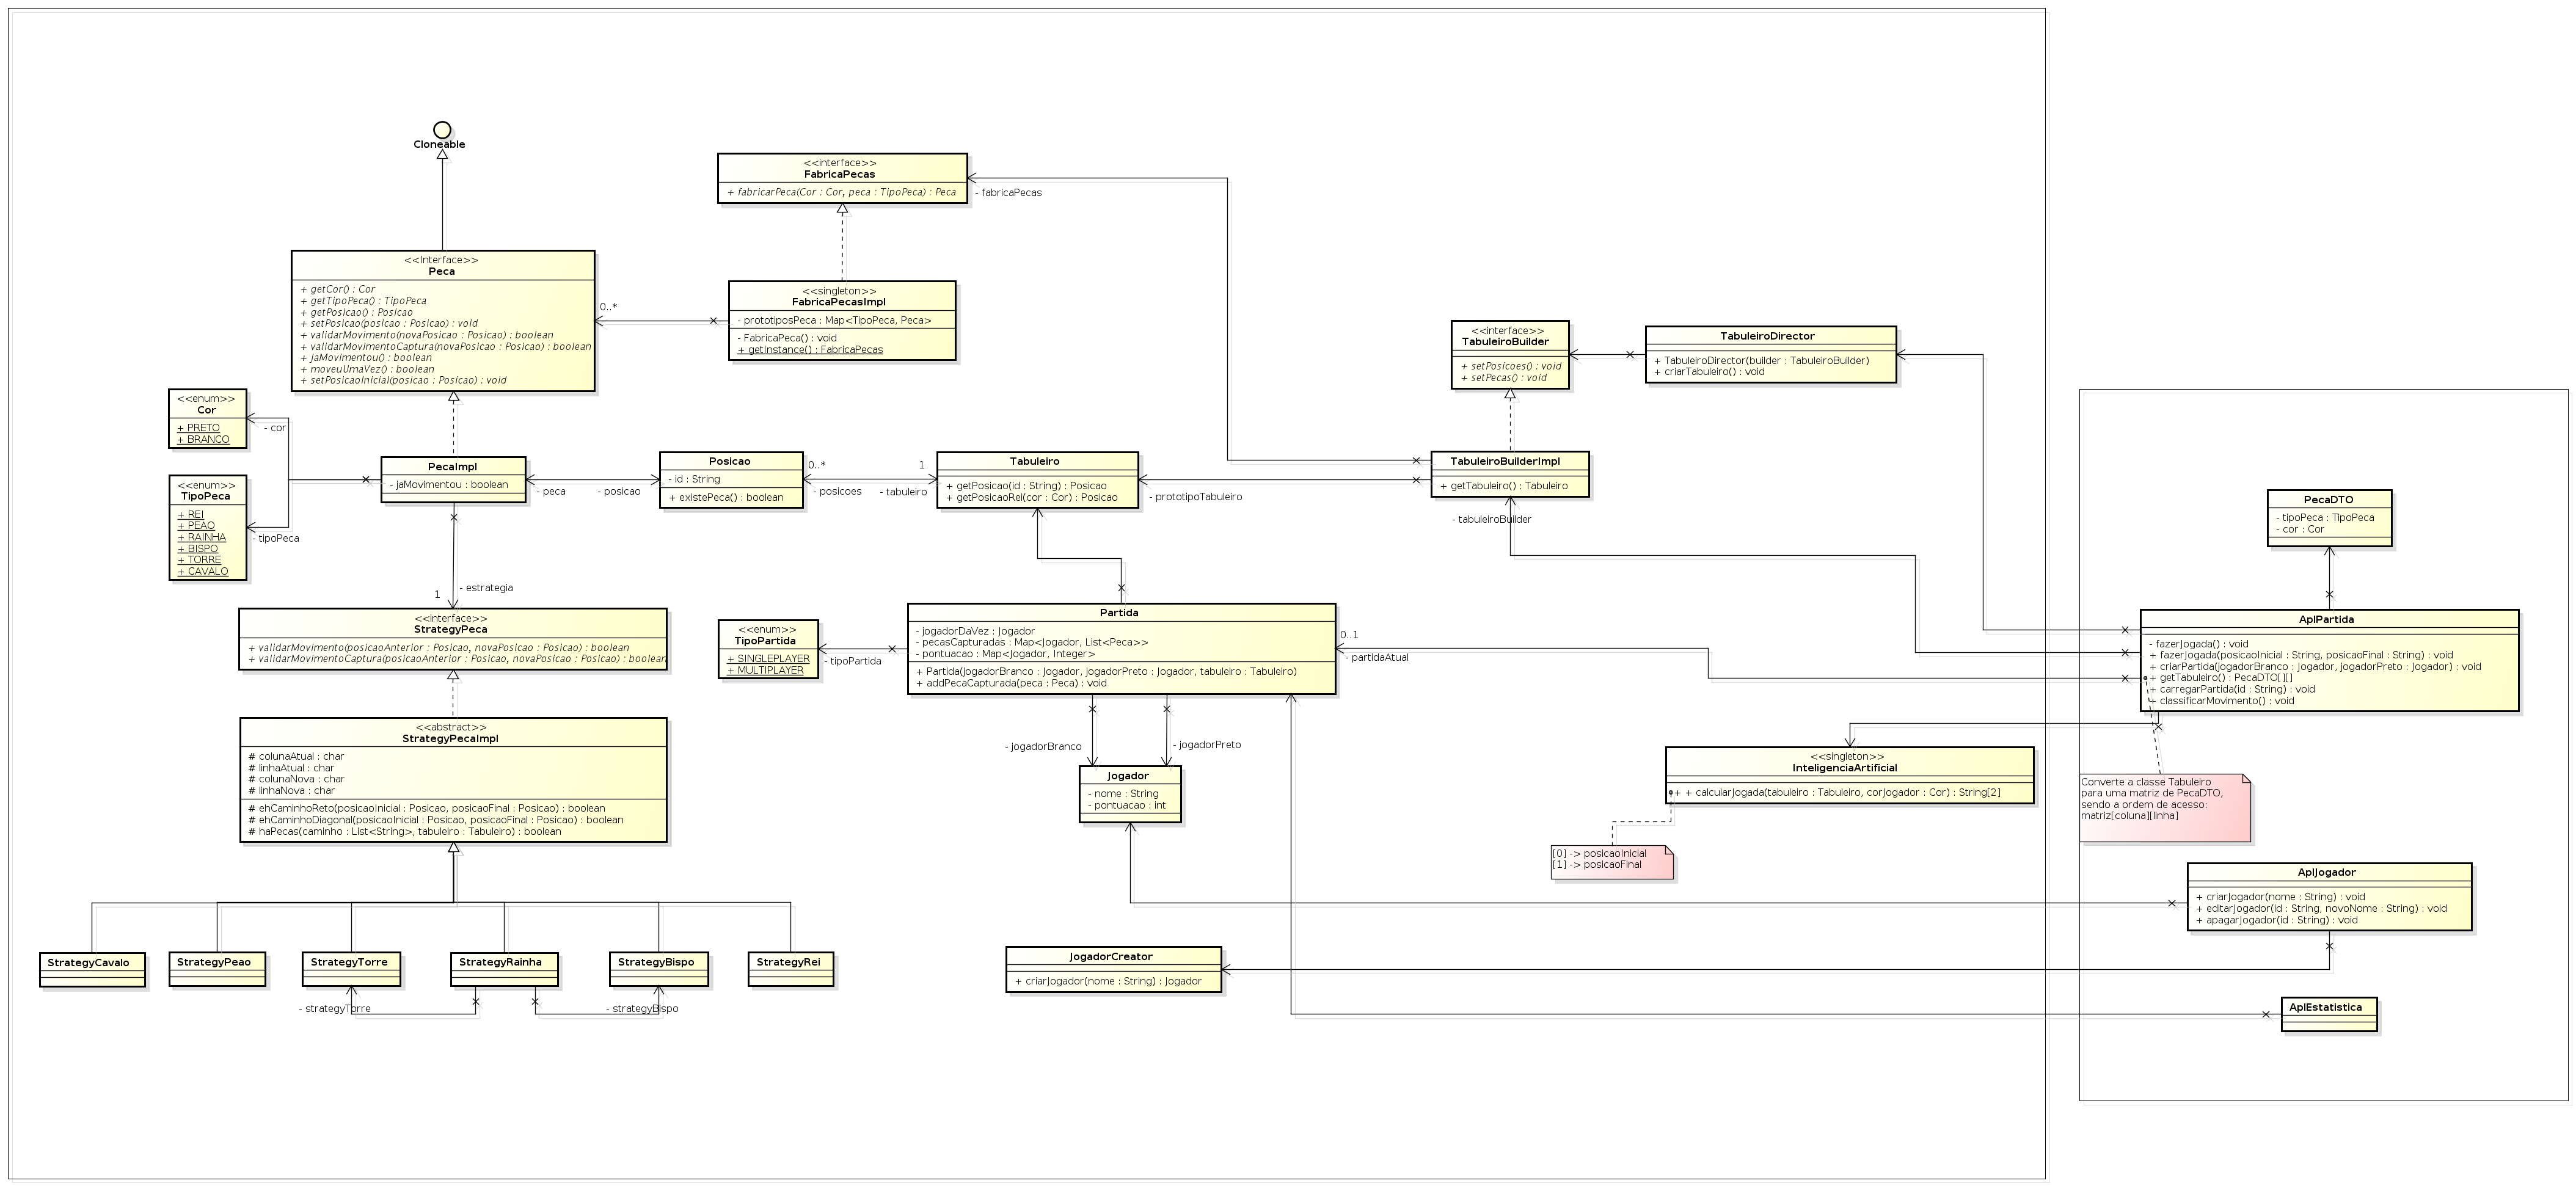 Cloneable
<<interface>>
FabricaPecas
+ fabricarPeca(Cor : Cor, peca : TipoPeca) : Peca
- fabricaPecas
<<Interface>>
Peca
+ getCor() : Cor
+ getTipoPeca() : TipoPeca
+ getPosicao() : Posicao
+ setPosicao(posicao : Posicao) : void
+ validarMovimento(novaPosicao : Posicao) : boolean
+ validarMovimentoCaptura(novaPosicao : Posicao) : boolean
+ jaMovimentou() : boolean
+ moveuUmaVez() : boolean
+ setPosicaoInicial(posicao : Posicao) : void
0..*
<<singleton>>
FabricaPecasImpl
- prototiposPeca : Map<TipoPeca, Peca>
- FabricaPeca() : void
+ getInstance() : FabricaPecas
<<interface>>
TabuleiroBuilder
+ setPosicoes() : void
+ setPecas() : void
TabuleiroDirector
+ TabuleiroDirector(builder : TabuleiroBuilder)
+ criarTabuleiro() : void
<<enum>>
Cor
+ PRETO
+ BRANCO
- cor
<<enum>>
TipoPeca
+ REI
+ PEAO
+ RAINHA
+ BISPO
+ TORRE
+ CAVALO
- tipoPeca
PecaImpl
- jaMovimentou : boolean
- peca
- posicao
Posicao
- id : String
+ existePeca() : boolean
0..*
- posicoes
1
- tabuleiro
Tabuleiro
+ getPosicao(id : String) : Posicao
+ getPosicaoRei(cor : Cor) : Posicao
- prototipoTabuleiro
TabuleiroBuilderImpl
+ getTabuleiro() : Tabuleiro
- tabuleiroBuilder
PecaDTO
- tipoPeca : TipoPeca
- cor : Cor
- estrategia
1
<<interface>>
StrategyPeca
+ validarMovimento(posicaoAnterior : Posicao, novaPosicao : Posicao) : boolean
+ validarMovimentoCaptura(posicaoAnterior : Posicao, novaPosicao : Posicao) : boolean
<<enum>>
TipoPartida
+ SINGLEPLAYER
+ MULTIPLAYER
- tipoPartida
Partida
- jogadorDaVez : Jogador
- pecasCapturadas : Map<Jogador, List<Peca>>
- pontuacao : Map<Jogador, Integer>
+ Partida(jogadorBranco : Jogador, jogadorPreto : Jogador, tabuleiro : Tabuleiro)
+ addPecaCapturada(peca : Peca) : void
0..1
- partidaAtual
AplPartida
- fazerJogada() : void
+ fazerJogada(posicaoInicial : String, posicaoFinal : String) : void
+ criarPartida(jogadorBranco : Jogador, jogadorPreto : Jogador) : void
+ getTabuleiro() : PecaDTO[][]
+ carregarPartida(id : String) : void
+ classificarMovimento() : void
<<abstract>>
StrategyPecaImpl
# colunaAtual : char
# linhaAtual : char
# colunaNova : char
# linhaNova : char
# ehCaminhoReto(posicaoInicial : Posicao, posicaoFinal : Posicao) : boolean
# ehCaminhoDiagonal(posicaoInicial : Posicao, posicaoFinal : Posicao) : boolean
# haPecas(caminho : List<String>, tabuleiro : Tabuleiro) : boolean
- jogadorBranco
- jogadorPreto
Jogador
- nome : String
- pontuacao : int
<<singleton>>
InteligenciaArtificial
+ + calcularJogada(tabuleiro : Tabuleiro, corJogador : Cor) : String[2]
Converte a classe Tabuleiro
para uma matriz de PecaDTO,
sendo a ordem de acesso:
matriz[coluna][linha]
[0] -> posicaoInicial
[1] -> posicaoFinal
AplJogador
+ criarJogador(nome : String) : void
+ editarJogador(id : String, novoNome : String) : void
+ apagarJogador(id : String) : void
StrategyCavalo
StrategyPeao
StrategyTorre
StrategyRainha
StrategyBispo
StrategyRei
- strategyTorre
- strategyBispo
JogadorCreator
+ criarJogador(nome : String) : Jogador
AplEstatistica